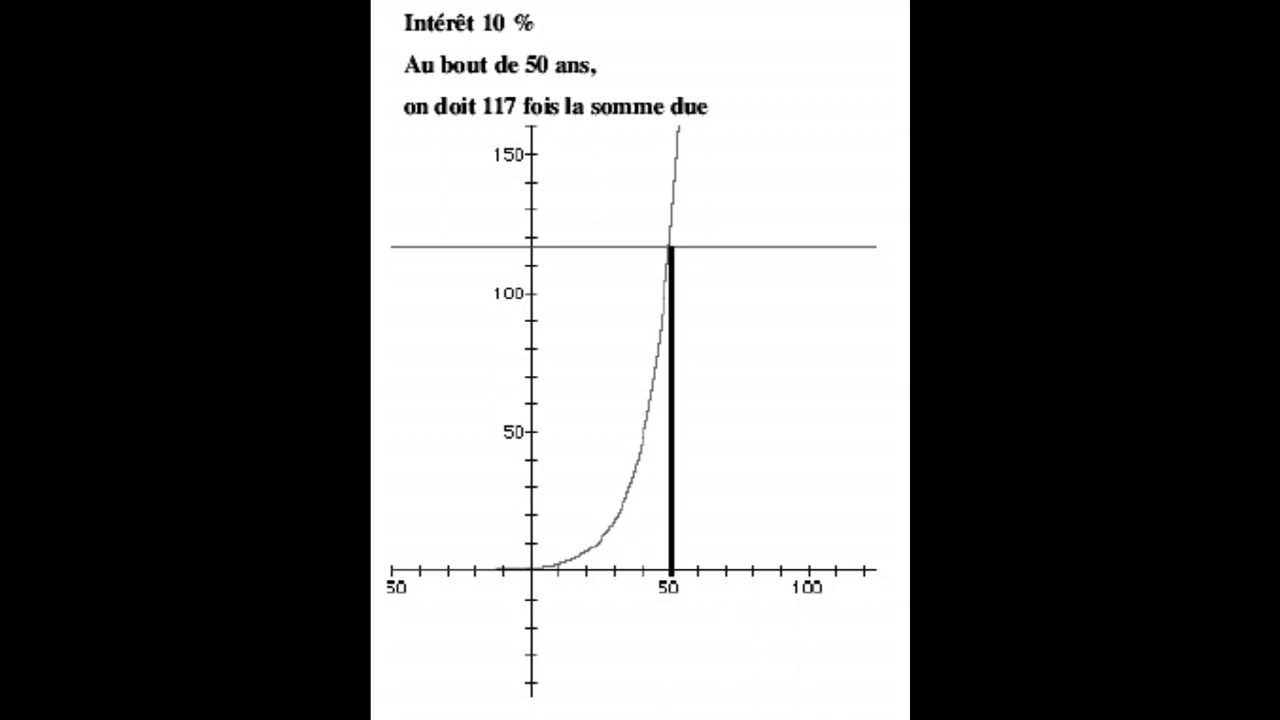 Intérêt 10 %
Au bout de 50 ans,
on doit 117 fois la somme due
150
100
50
50
50
100